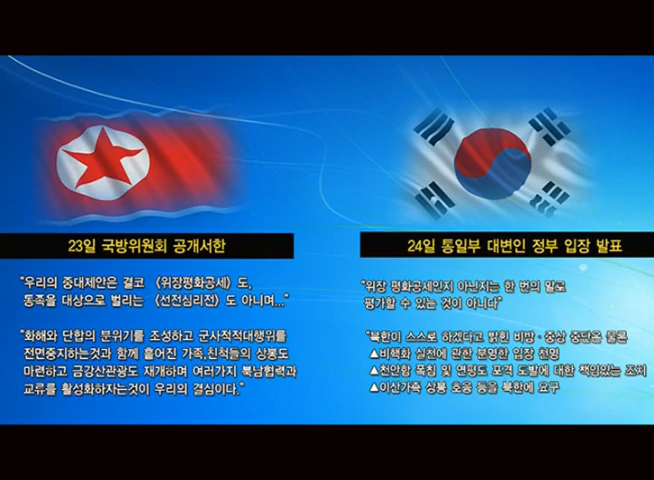 23일 국방위원회 공개서한
"우리의 중대제안은 결코 《위장평화공세》도,
동족을 대상으로 벌리는 《선전심리전》도 아니며..."
"화해와 단합의 분위기를 조성하고 군사적적대행위를
전면중지하는것과 함께 흩어진 가족,친척들의 상봉도
마련하고 금강산관광도 재개하며 여러가지 북남협력과
교류를 활성화하자는것이 우리의 결심이다."
24일 통일부 대변인 정부 입장 발표
"위장 평화공세인지 아닌지는 한 번의 말로
평가할 수 있는 것이 아니다"
"북한이 스스로 하겠다고 밝힌 비방·중상 중단은 물론
▲비핵화 실천에 관한 분명한 입장 천명
▲천안함 폭침 및 연평도 포격 도발에 대한 책임있는 조치
▲이산가족 상봉 호응 등을 북한에 요구